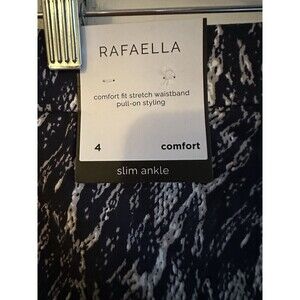 RAFAELLA
comfort fit stretch waistband
pull-on styling
4 comfort
slim ankle